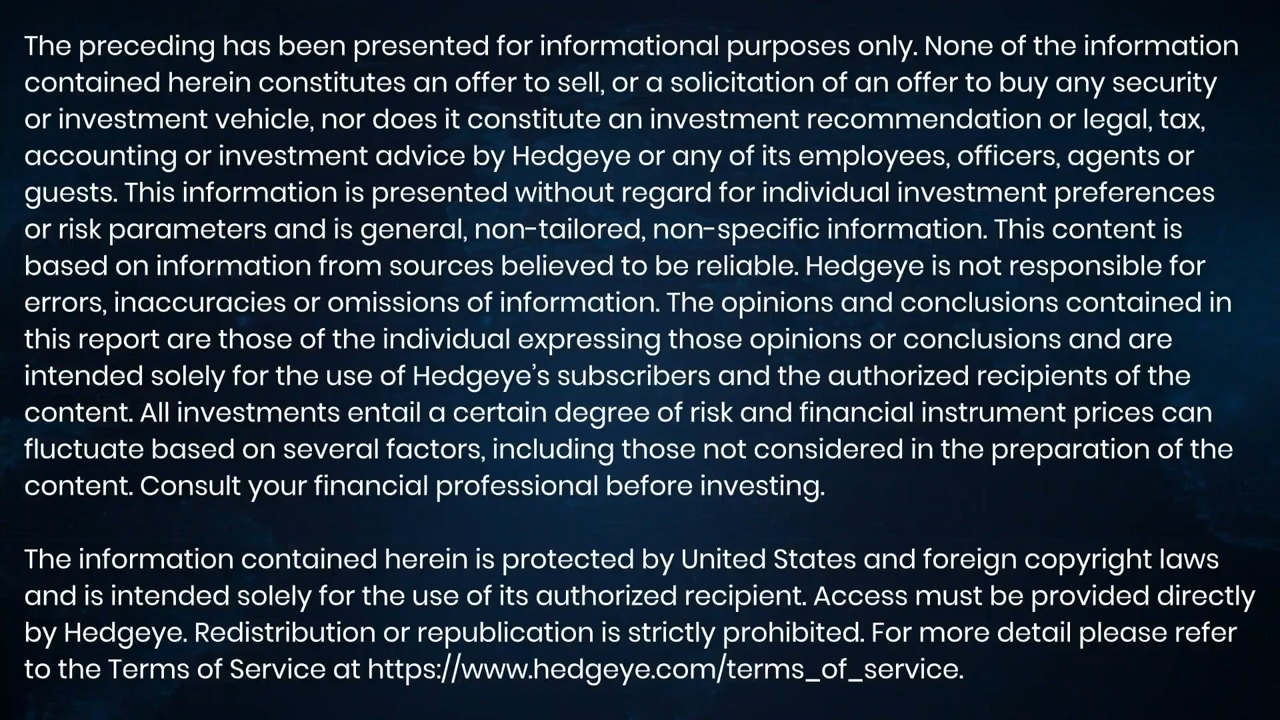 The preceding has been presented for informational purposes only. None of the information
contained herein constitutes an offer to sell, or a solicitation of an offer to buy any security
or investment vehicle, nor does it constitute an investment recommendation or legal, tax,
accounting or investment advice by Hedgeye or any of its employees, officers, agents or
guests. This information is presented without regard for individual investment preferences
or risk parameters and is general, non-tailored, non-specific information. This content is
based on information from sources believed to be reliable. Hedgeye is not responsible for
errors, inaccuracies or omissions of information. The opinions and conclusions contained in
this report are those of the individual expressing those opinions or conclusions and are
intended solely for the use of Hedgeye’s subscribers and the authorized recipients of the
content. All investments entail a certain degree of risk and financial instrument prices can
fluctuate based on several factors, including those not considered in the preparation of the
content. Consult your financial professional before investing.
The information contained herein is protected by United States and foreign copyright laws
and is intended solely for the use of its authorized recipient. Access must be provided directly
by Hedgeye. Redistribution or republication is strictly prohibited. For more detail please refer
to the Terms of Service at https://www.hedgeye.com/terms_of_service.